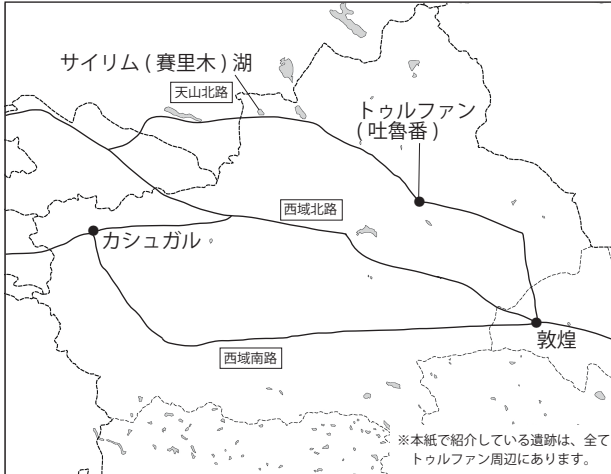 サイリム(賽里木)湖
天山北路
トゥルファン
(吐魯番)
西域北路
カシュガル
敦煌
西域南路
※本紙で紹介している遺跡は、全て
トゥルファン周辺にあります。